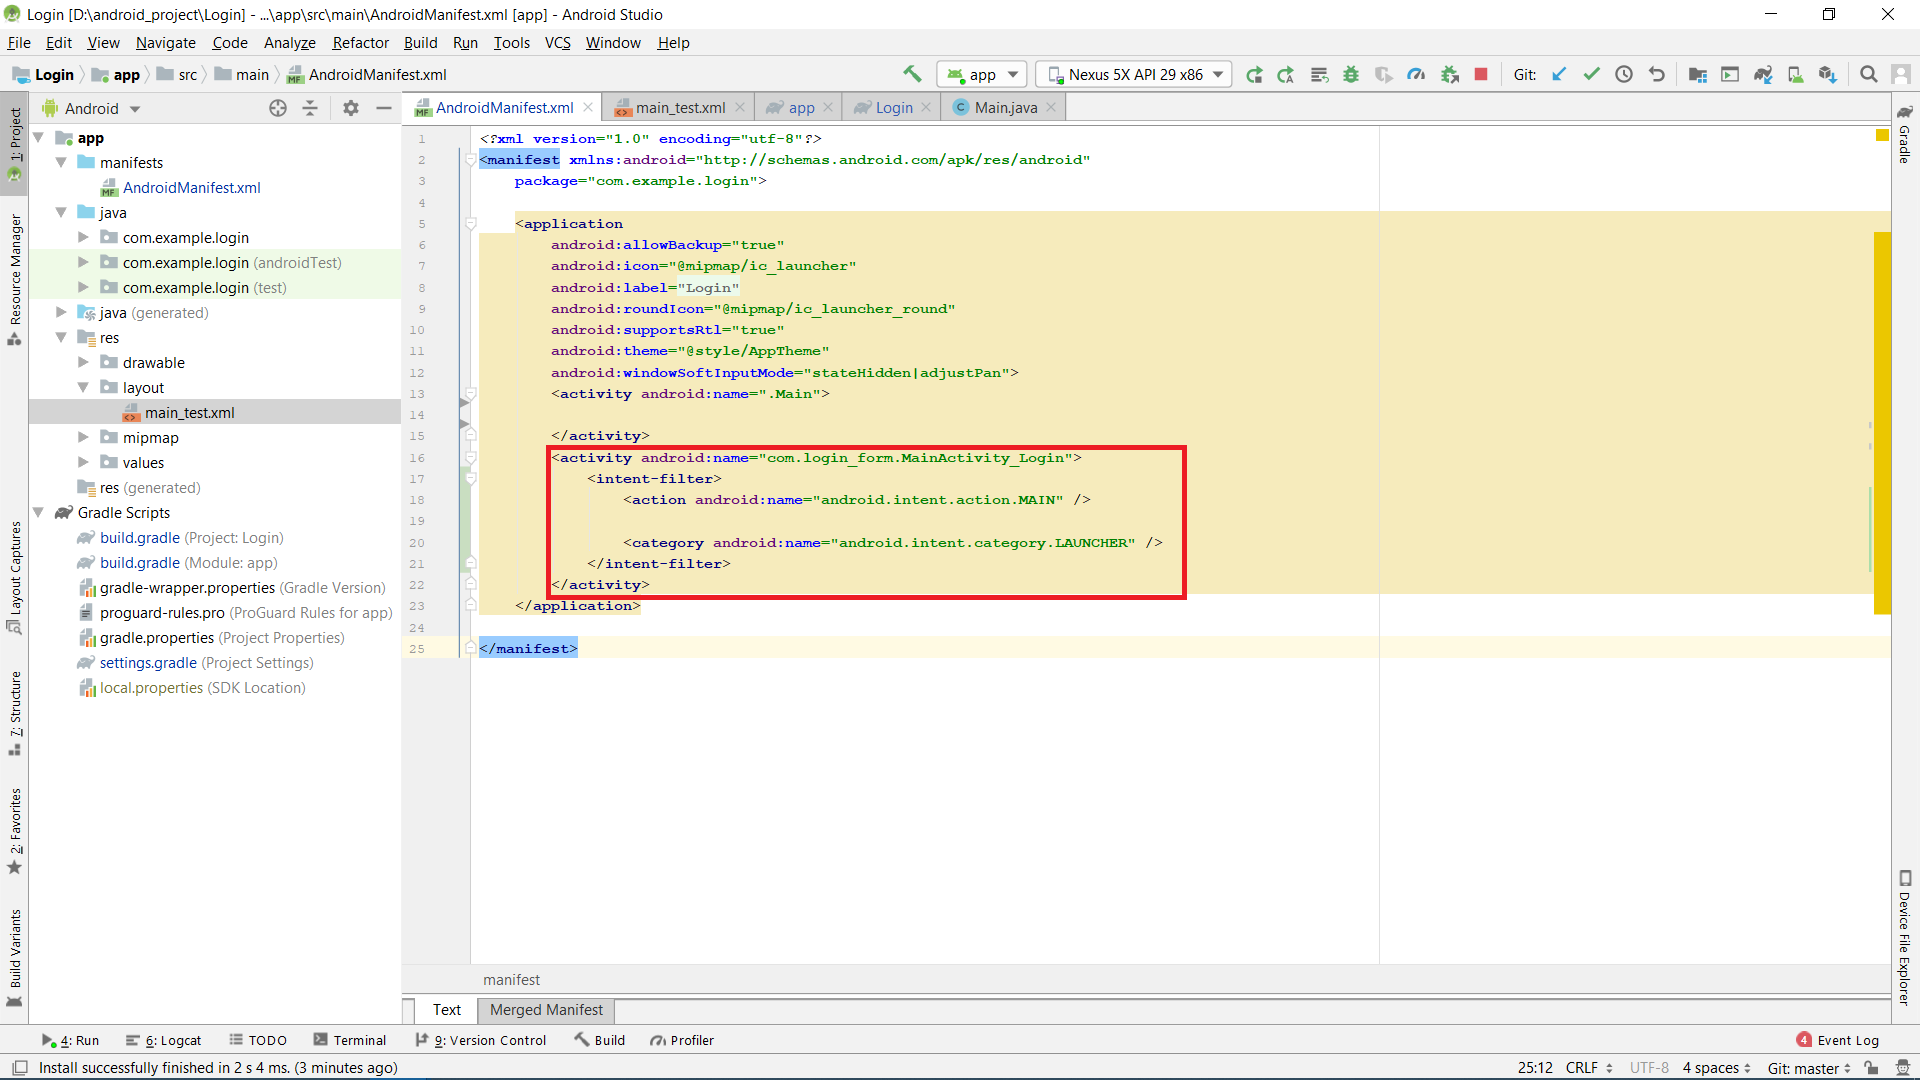 Login [D:\android_project\Login] - ...\app\src\main\AndroidManifest.xml [app] - Android Studio
File Edit View Navigate Code Analyze Refactor Build Run Tools VCS Window Help
Login app src main AndroidManifest.xml app Nexus 5X API 29 x86 Git:
1: Project
Resource Manager
Layout Captures
7: Structure
2: Favorites
Build Variants
Android
app
manifests
MF AndroidManifest.xml
java
com.example.login
com.example.login (androidTest)
com.example.login (test)
java (generated)
res
drawable
layout
main_test.xml
mipmap
values
res (generated)
Gradle Scripts
build.gradle (Project: Login)
build.gradle (Module: app)
gradle-wrapper.properties (Gradle Version)
proguard-rules.pro (ProGuard Rules for app)
gradle.properties (Project Properties)
settings.gradle (Project Settings)
local.properties (SDK Location)
AndroidManifest.xml main_test.xml app Login Main.java
1 <?xml version="1.0" encoding="utf-8"?>
2 <manifest xmlns:android="http://schemas.android.com/apk/res/android"
3 package="com.example.login">
4
5 <application
6 android:allowBackup="true"
7 android:icon="@mipmap/ic_launcher"
8 android:label="Login"
9 android:roundIcon="@mipmap/ic_launcher_round"
10 android:supportsRtl="true"
11 android:theme="@style/AppTheme"
12 android:windowSoftInputMode="stateHidden|adjustPan">
13 <activity android:name=".Main">
14
15 </activity>
16 <activity android:name="com.login_form.MainActivity_Login">
17 <intent-filter>
18 <action android:name="android.intent.action.MAIN" />
19
20 <category android:name="android.intent.category.LAUNCHER" />
21 </intent-filter>
22 </activity>
23 </application>
24
25 </manifest>
manifest
Text Merged Manifest
Gradle
Device File Explorer
4: Run 6: Logcat TODO Terminal 9: Version Control Build Profiler 4 Event Log
Install successfully finished in 2 s 4 ms. (3 minutes ago) 25:12 CRLF UTF-8 4 spaces Git: master